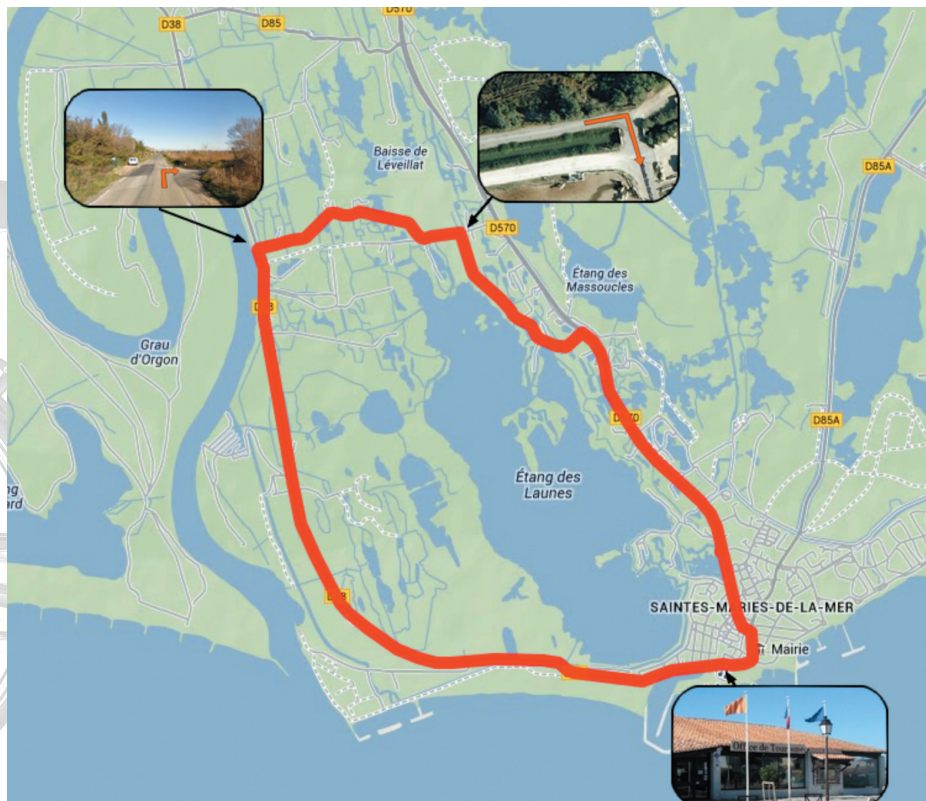 D570
D38
D85
Baisse de
Léveillat
D85A
D570
Étang des
Massoucles
Grau
d'Orgon
D85A
Étang des
Launes
SAINTES-MARIES-DE-LA-MER
Mairie
Office de Tourisme